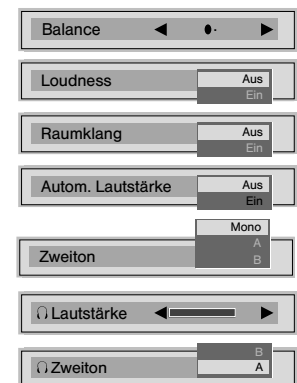 Balance
Loudness Aus
Ein
Raumklang Aus
Ein
Autom. Lautstärke Aus
Ein
Mono
A
Zweiton B
Lautstärke
B
Zweiton A